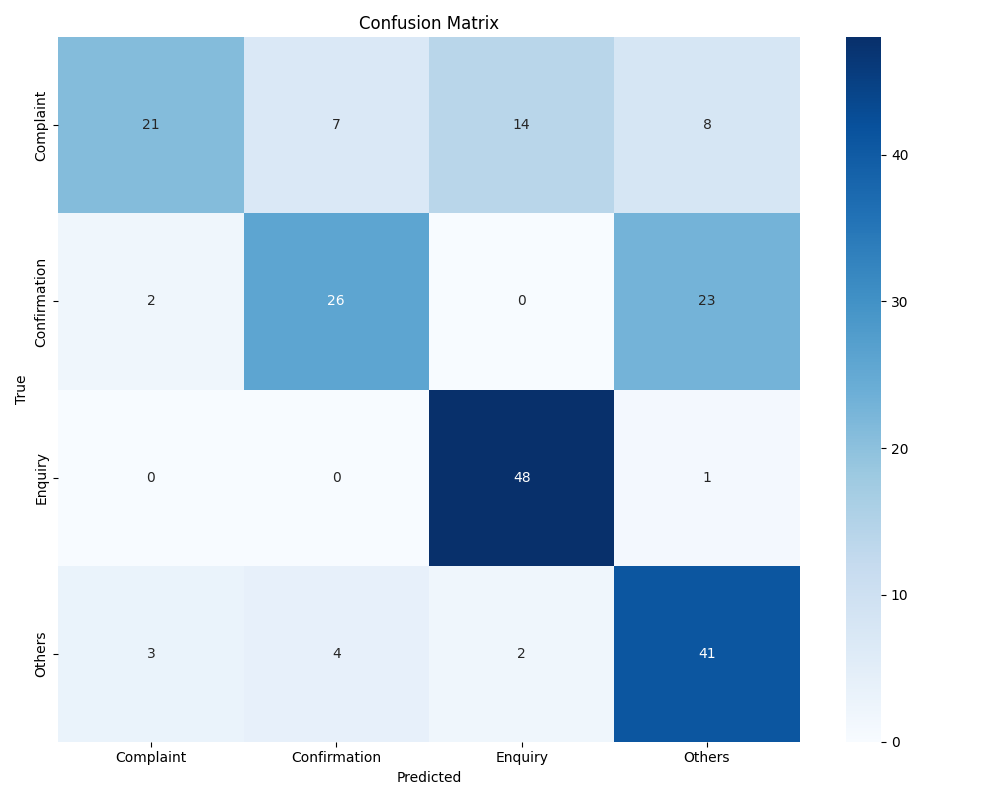 Confusion Matrix
True
Complaint 21 7 14 8
Confirmation 2 26 0 23
Enquiry 0 0 48 1
Others 3 4 2 41
Complaint Confirmation Enquiry Others
Predicted
40
30
20
10
0